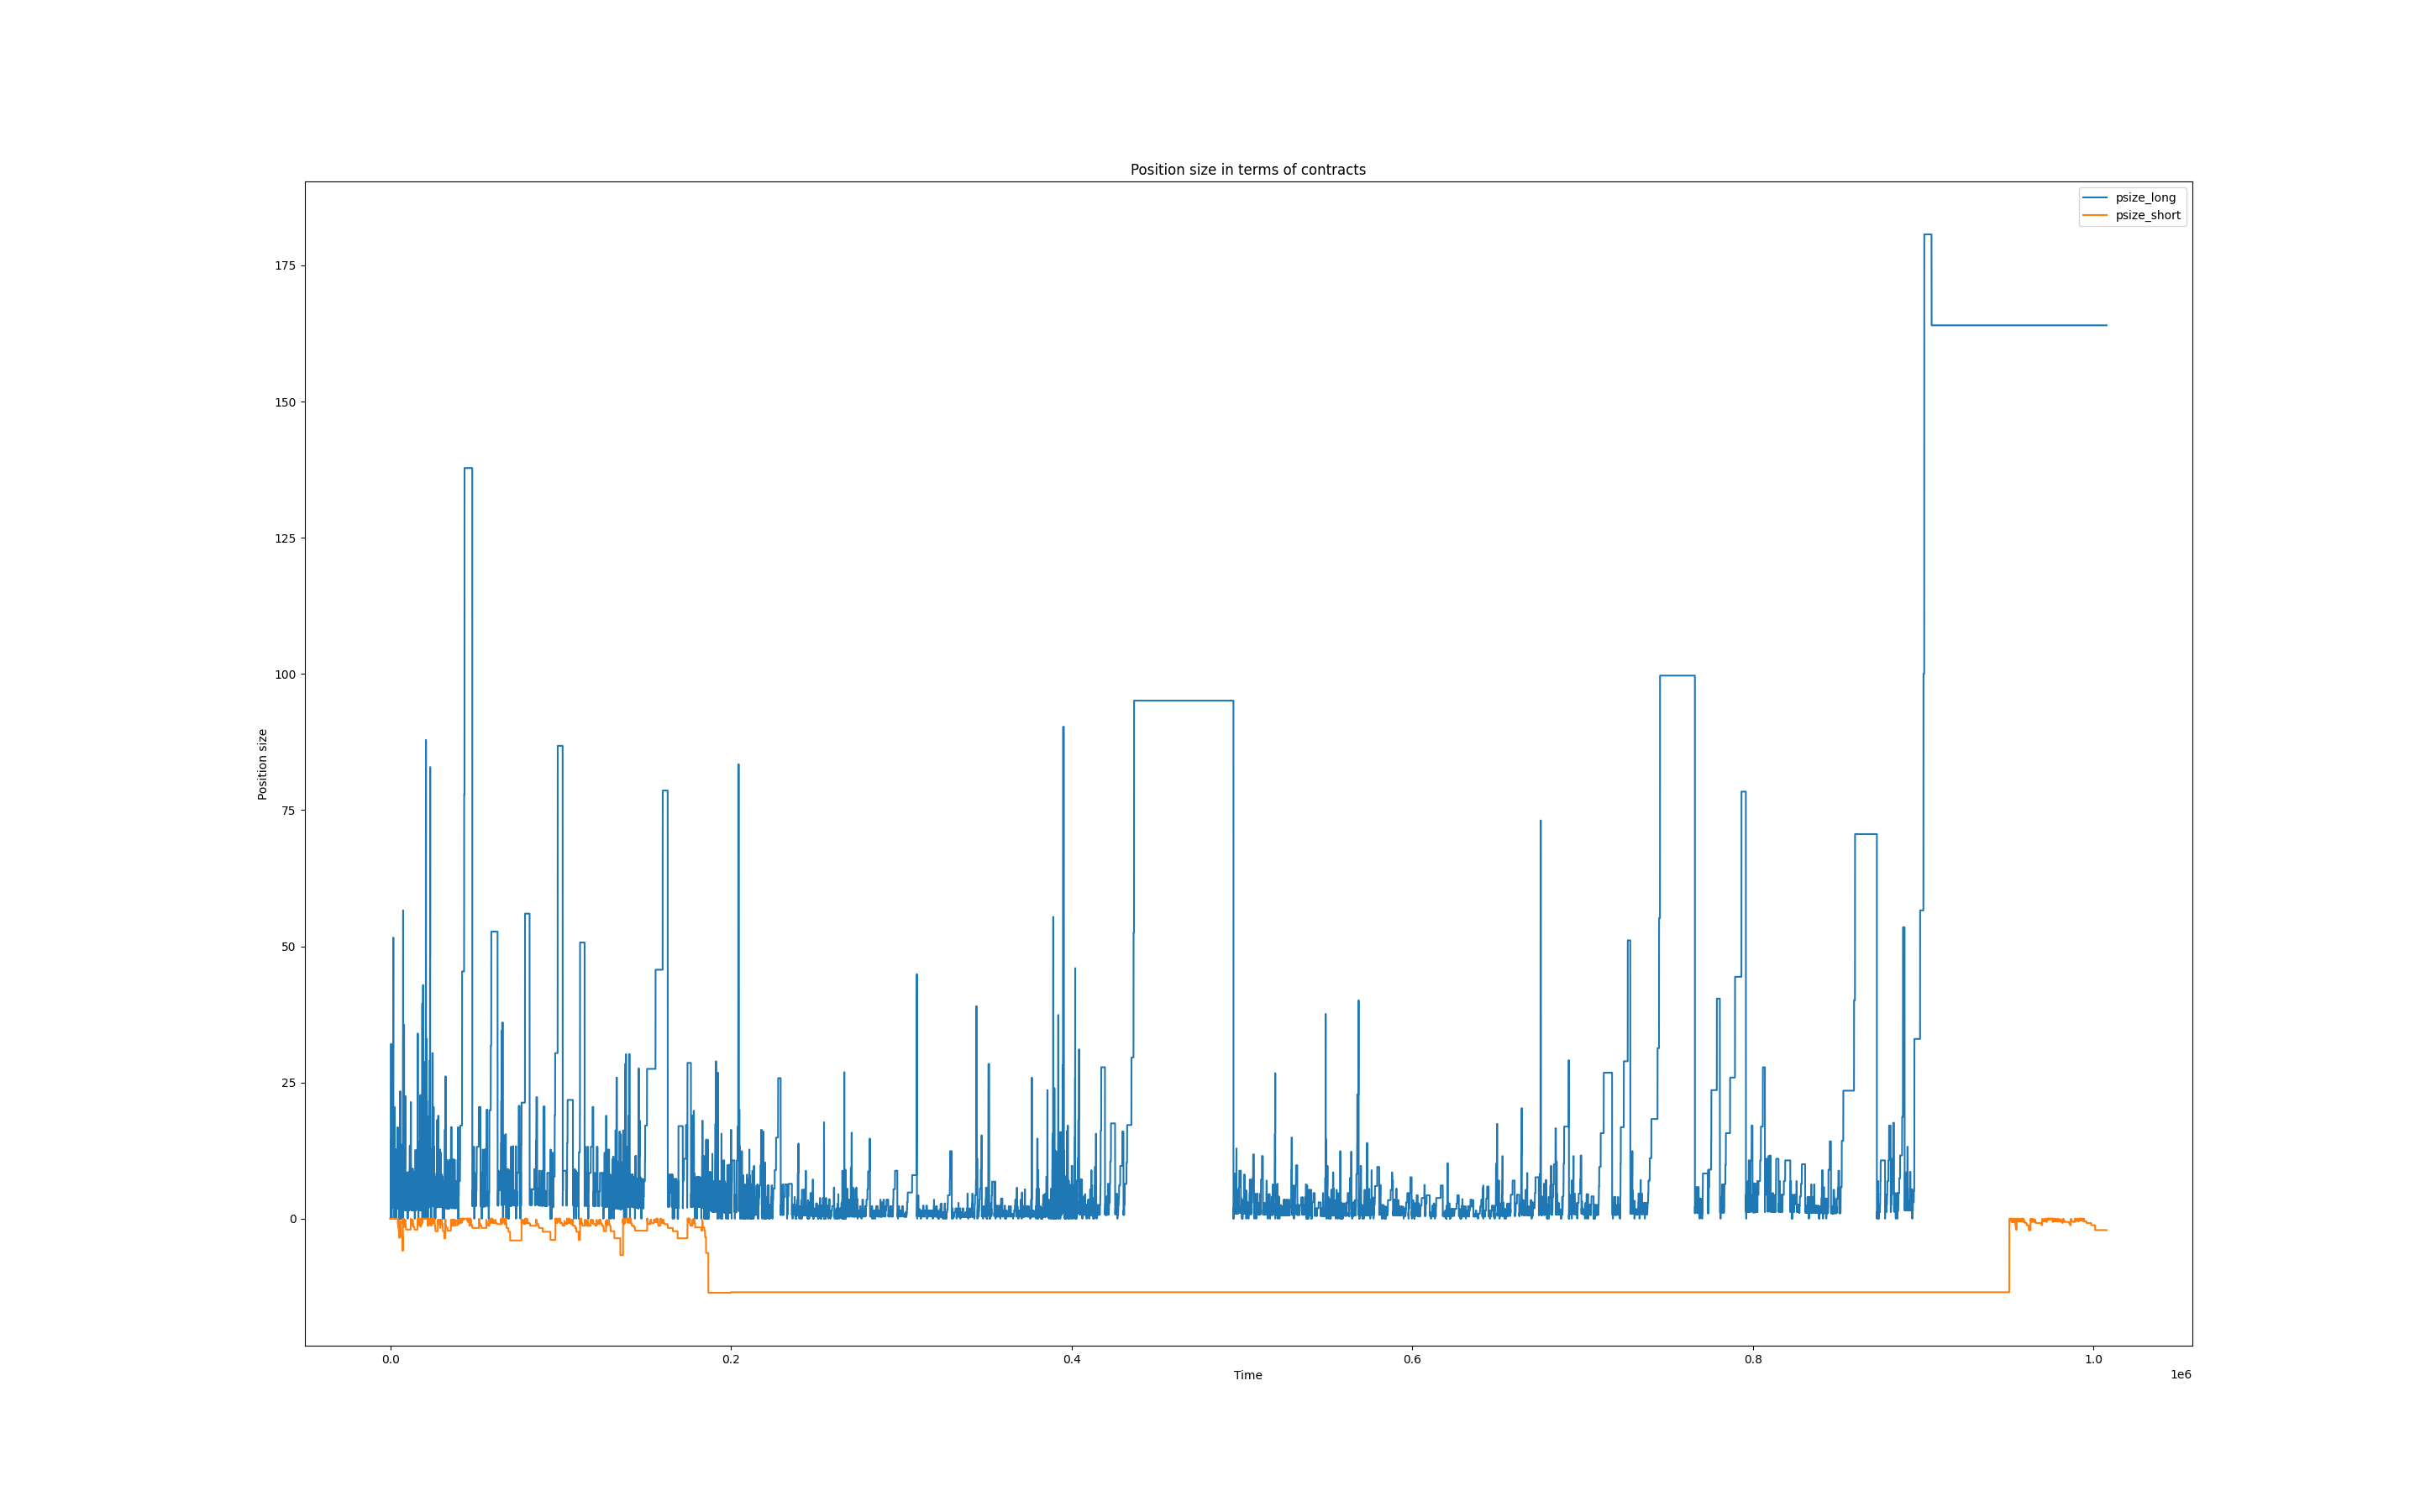 Position size in terms of contracts
psize_long
psize_short
175
150
125
100
75
50
25
0
Position size
0.0 0.2 0.4 0.6 0.8 1.0
Time
1e6